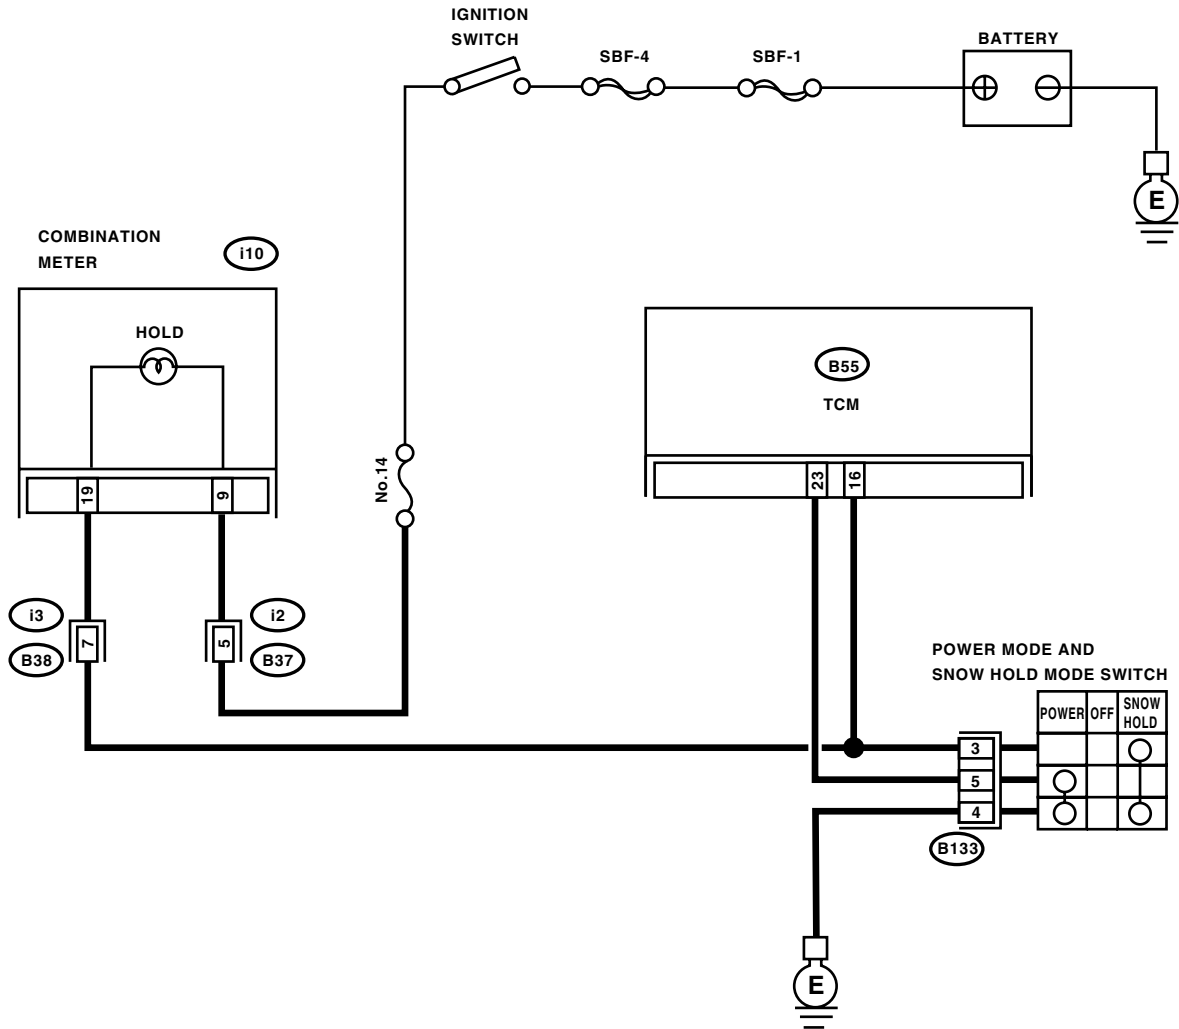 IGNITION
SWITCH
SBF-4
SBF-1
BATTERY
E
COMBINATION
METER
i10
HOLD
B55
TCM
No.14
19
9
23
16
i3
7
B38
5
i2
B37
POWER MODE AND
SNOW HOLD MODE SWITCH
POWER
OFF
SNOW
HOLD
3
5
4
B133
E